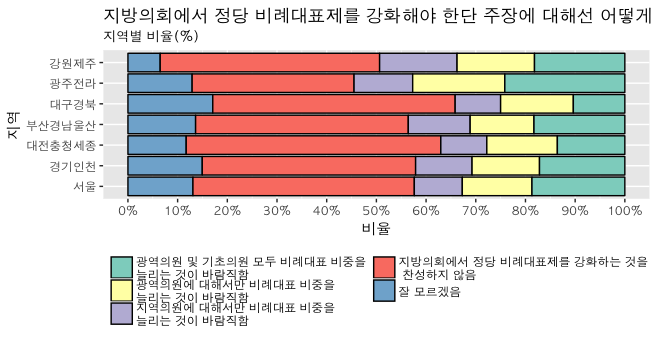 지방의회에서 정당 비례대표제를 강화해야 한단 주장에 대해선 어떻게
지역별 비율(%)
지역
강원제주
광주전라
대구경북
부산경남울산
대전충청세종
경기인천
서울
0% 10% 20% 30% 40% 50% 60% 70% 80% 90% 100%
비율
광역의원 및 기초의원 모두 비례대표 비중을
늘리는 것이 바람직함
광역의원에 대해서만 비례대표 비중을
늘리는 것이 바람직함
지역의원에 대해서만 비례대표 비중을
늘리는 것이 바람직함
지방의회에서 정당 비례대표제를 강화하는 것을
찬성하지 않음
잘 모르겠음